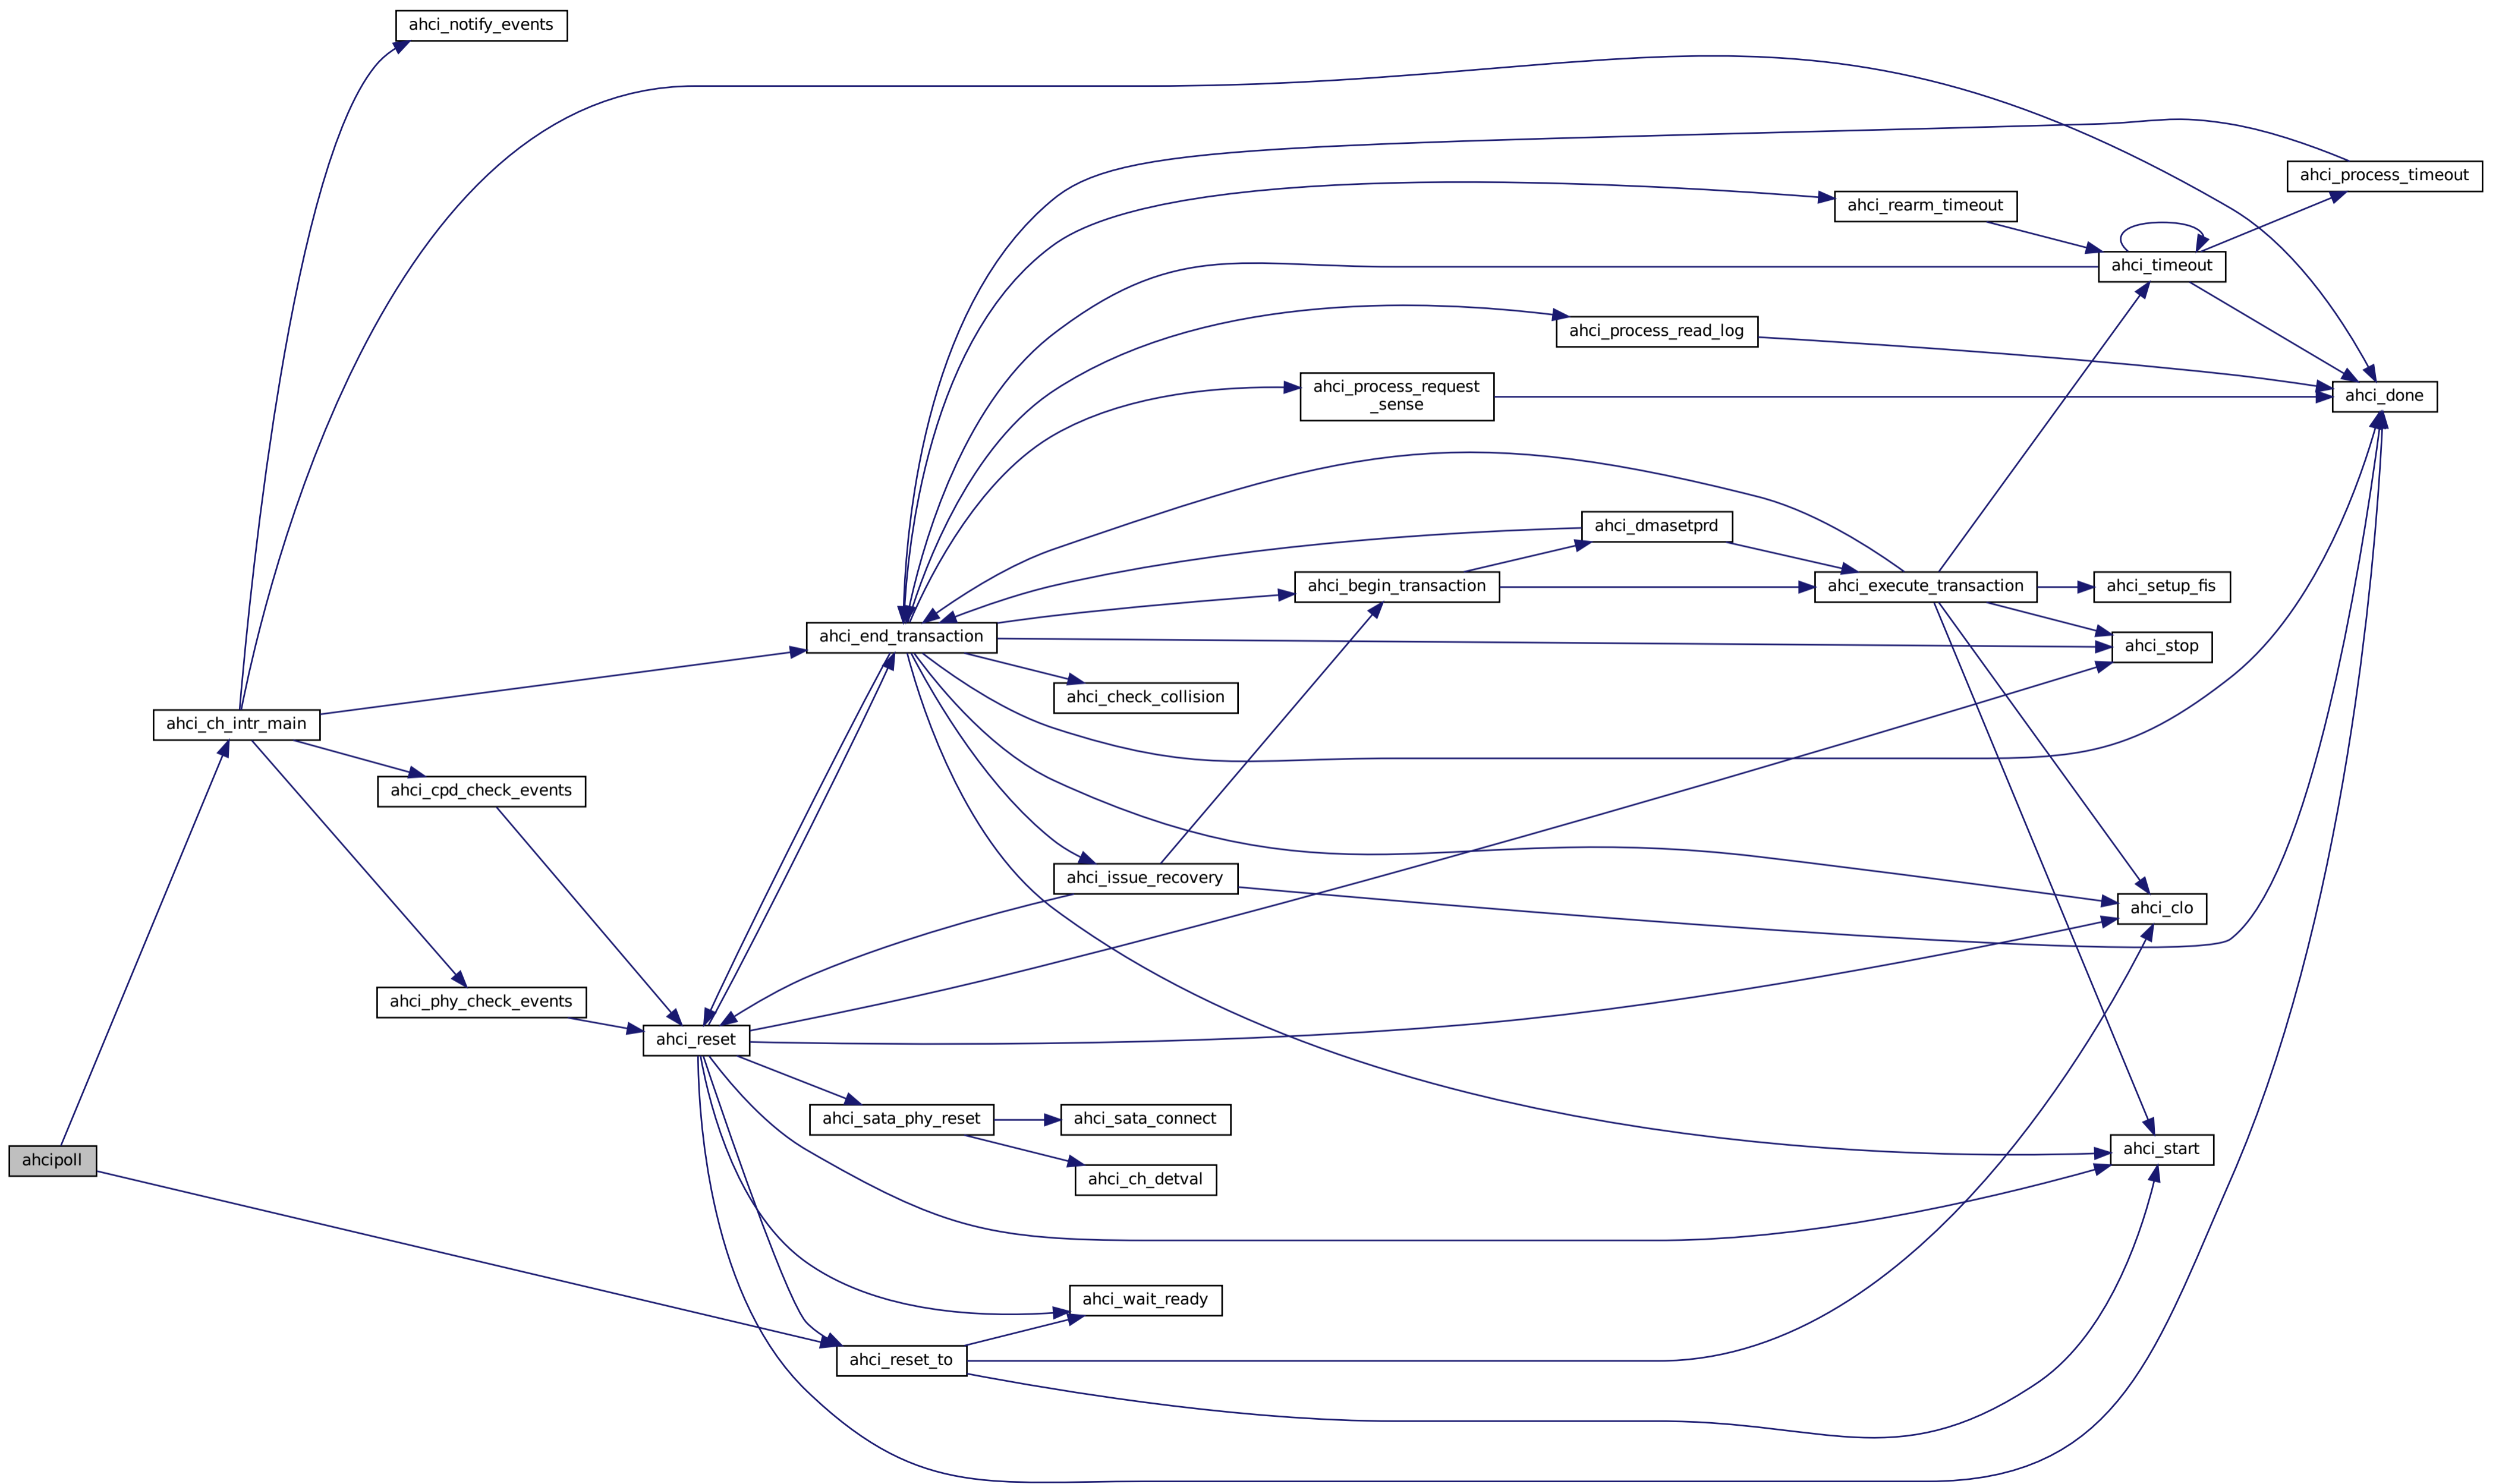 ahci_notify_events
ahci_process_timeout
ahci_rearm_timeout
ahci_timeout
ahci_process_read_log
ahci_process_request
_sense
ahci_done
ahci_dmasetprd
ahci_begin_transaction
ahci_execute_transaction
ahci_setup_fis
ahci_end_transaction
ahci_stop
ahci_check_collision
ahci_ch_intr_main
ahci_cpd_check_events
ahci_issue_recovery
ahci_clo
ahci_phy_check_events
ahci_reset
ahci_sata_phy_reset
ahci_sata_connect
ahci_start
ahcipoll
ahci_ch_detval
ahci_wait_ready
ahci_reset_to